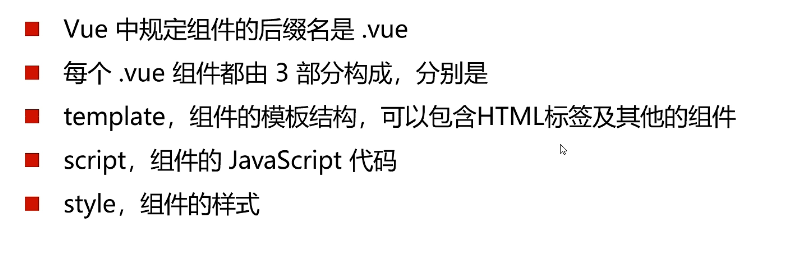 Vue 中规定组件的后缀名是 .vue
每个 .vue 组件都由 3 部分构成，分别是
template，组件的模板结构，可以包含HTML标签及其他的组件
script，组件的 JavaScript 代码
style，组件的样式